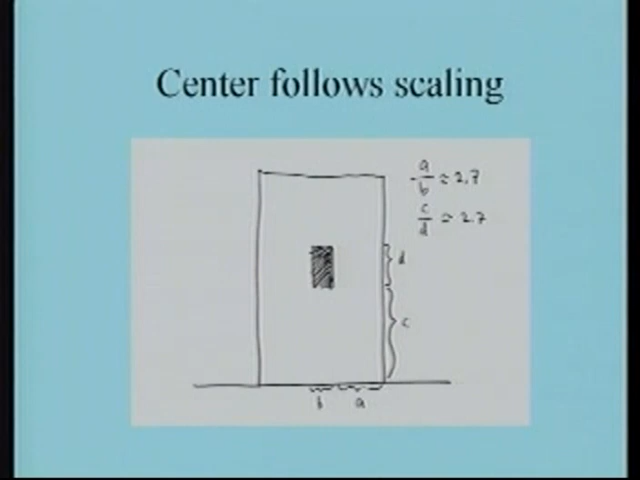 Center follows scaling
a/b ≈ 2.7
c/d ≈ 2.7
d
c
b a